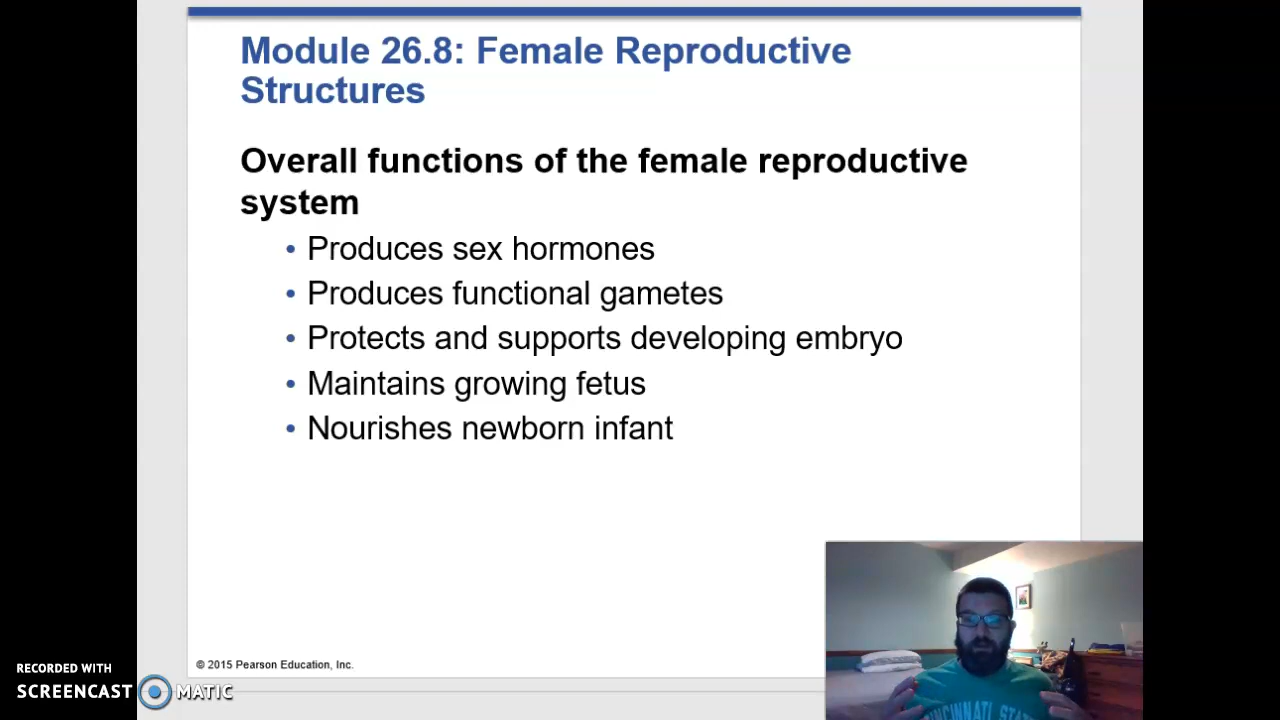 Module 26.8: Female Reproductive
Structures
Overall functions of the female reproductive
system
• Produces sex hormones
• Produces functional gametes
• Protects and supports developing embryo
• Maintains growing fetus
• Nourishes newborn infant
© 2015 Pearson Education, Inc.
RECORDED WITH
SCREENCAST MATIC
CINCINNATI STATE